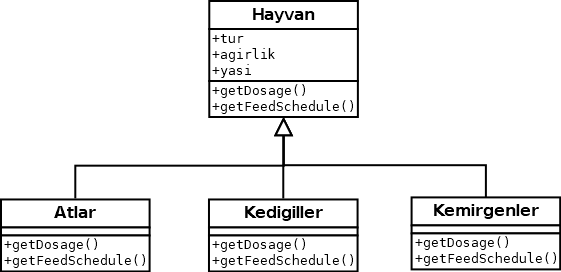 Hayvan
+tur
+agirlik
+yasi
+getDosage()
+getFeedSchedule()
Atlar
+getDosage()
+getFeedSchedule()
Kedigiller
+getDosage()
+getFeedSchedule()
Kemirgenler
+getDosage()
+getFeedSchedule()